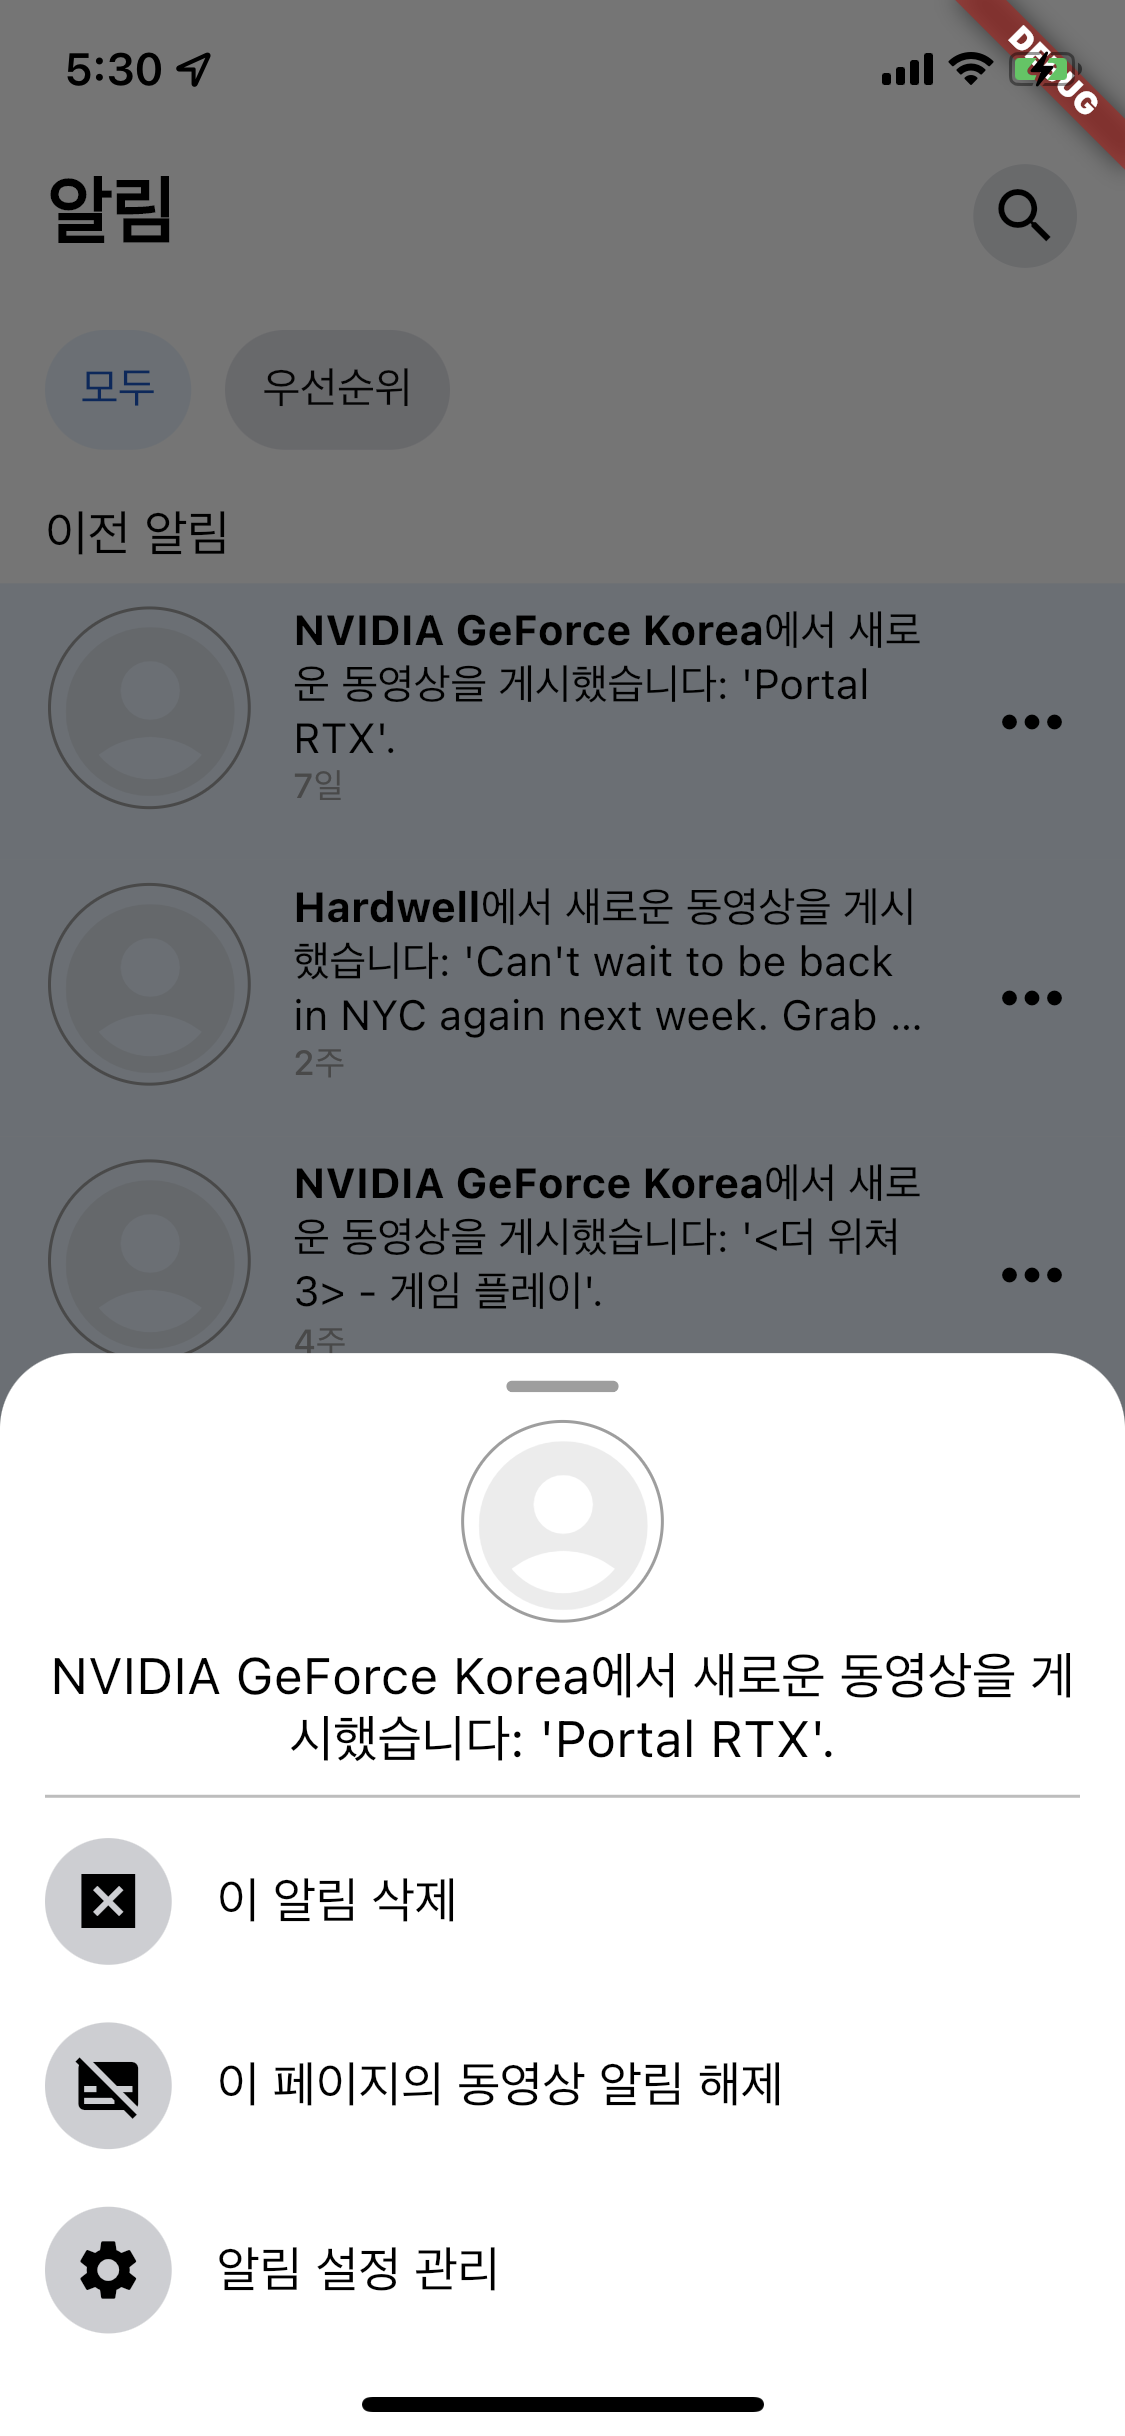 5:30
DEBUG
알림
모두 우선순위
이전 알림
NVIDIA GeForce Korea에서 새로
운 동영상을 게시했습니다: 'Portal
RTX'.
7일
Hardwell에서 새로운 동영상을 게시
했습니다: 'Can't wait to be back
in NYC again next week. Grab ...
2주
NVIDIA GeForce Korea에서 새로
운 동영상을 게시했습니다: '<더 위쳐
3> - 게임 플레이'.
4주
NVIDIA GeForce Korea에서 새로운 동영상을 게
시했습니다: 'Portal RTX'.
이 알림 삭제
이 페이지의 동영상 알림 해제
알림 설정 관리